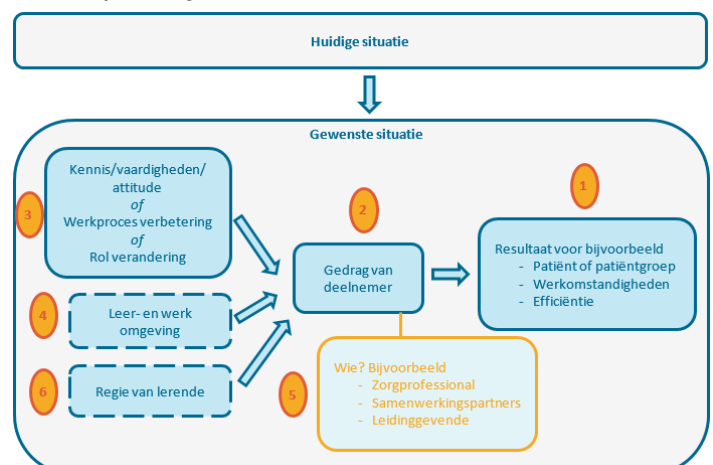 Huidige situatie
Gewenste situatie
1
Resultaat voor bijvoorbeeld
- Patiënt of patiëntgroep
- Werkomstandigheden
- Efficiëntie
2
Gedrag van
deelnemer
3
Kennis/vaardigheden/
attitude
of
Werkproces verbetering
of
Rol verandering
4
Leer- en werk
omgeving
5
Wie? Bijvoorbeeld
- Zorgprofessional
- Samenwerkingspartners
- Leidinggevende
6
Regie van lerende